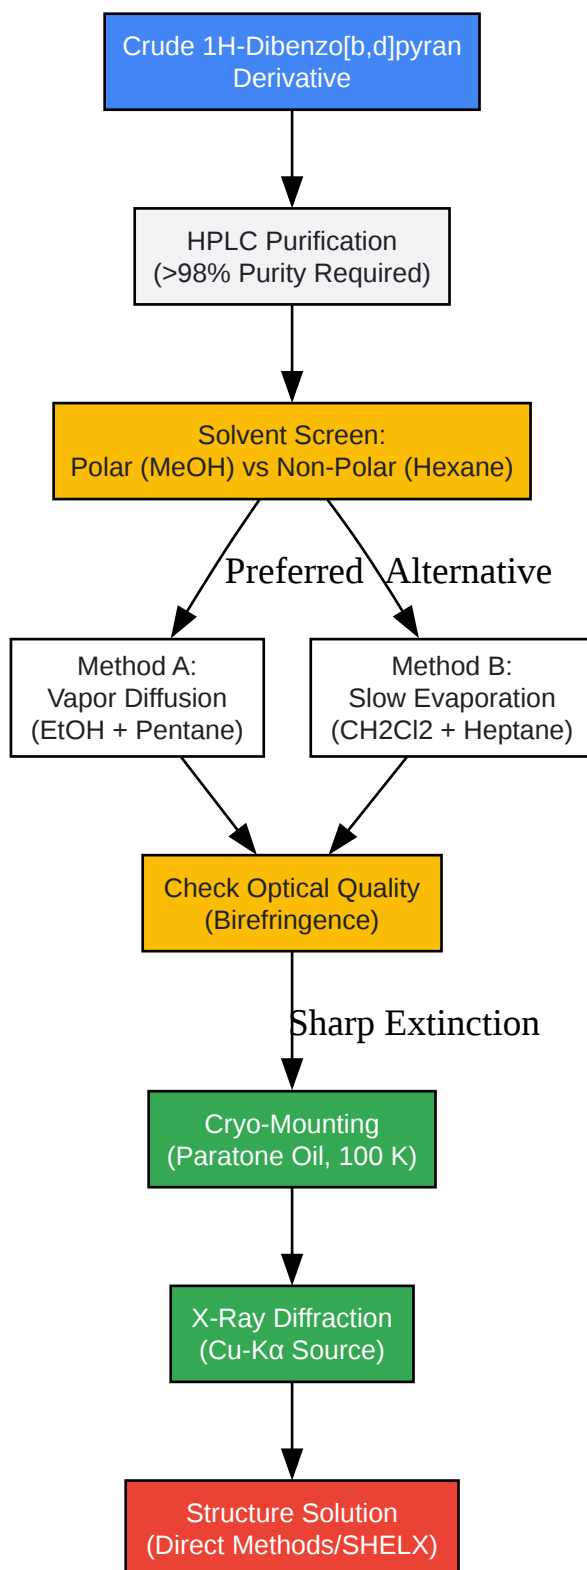 Crude 1H-Dibenzo[b,d]pyran
Derivative
HPLC Purification
(>98% Purity Required)
Solvent Screen:
Polar (MeOH) vs Non-Polar (Hexane)
Preferred
Alternative
Method A:
Vapor Diffusion
(EtOH + Pentane)
Method B:
Slow Evaporation
(CH2Cl2 + Heptane)
Check Optical Quality
(Birefringence)
Sharp Extinction
Cryo-Mounting
(Paratone Oil, 100 K)
X-Ray Diffraction
(Cu-Kα Source)
Structure Solution
(Direct Methods/SHELX)